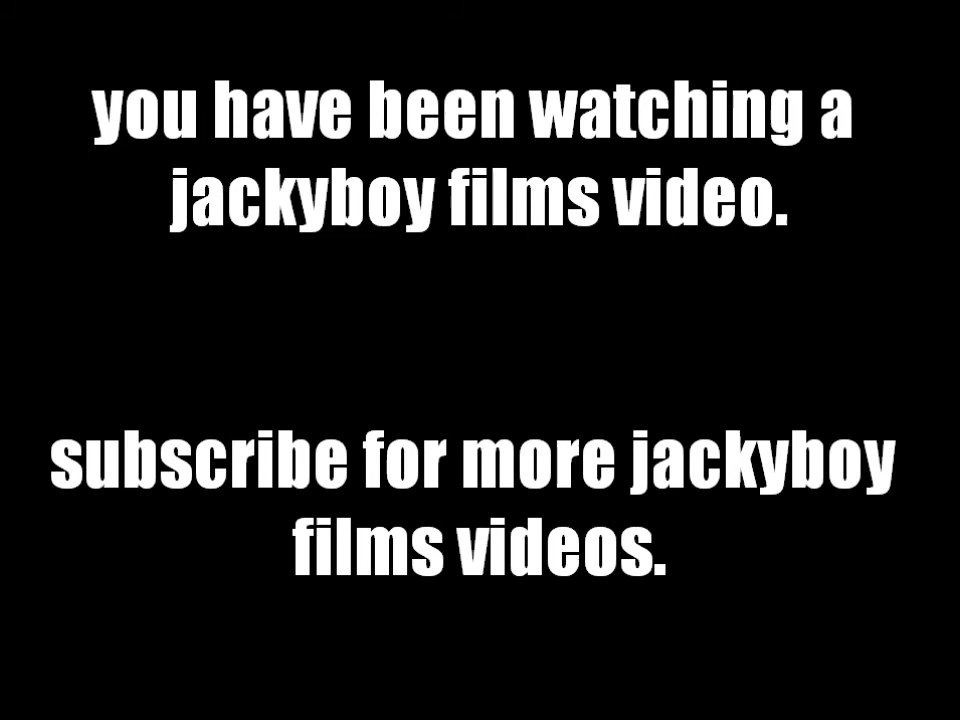 you have been watching a
jackyboy films video.
subscribe for more jackyboy
films videos.